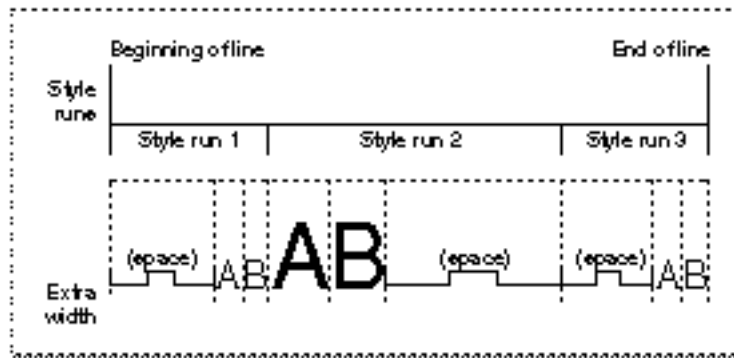 Beginning of line End of line
Style
runs
Style run 1 Style run 2 Style run 3
(space) A B A B (space) (space) A B
Extra
width